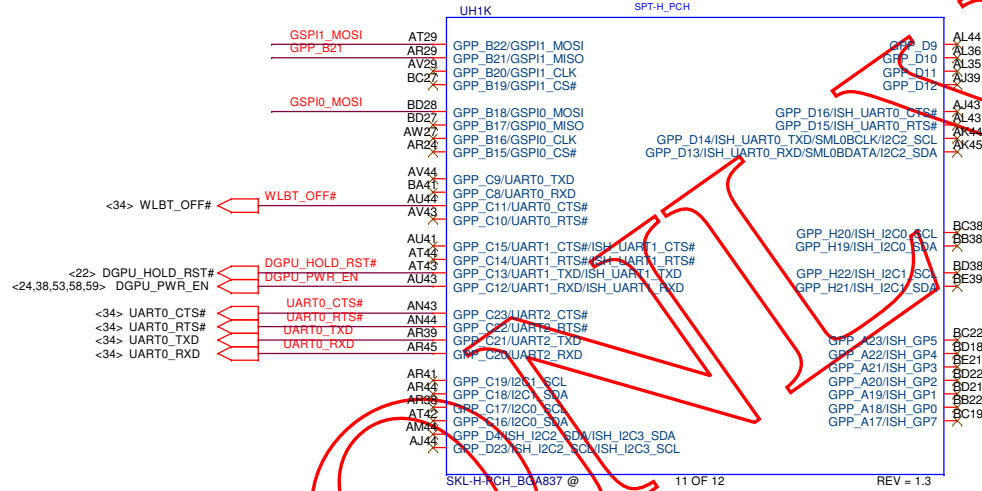 UH1K
SPT-H_PCH
GSPI1_MOSI AT29 GPP_B22/GSPI1_MOSI GPP_D9 AL44
GPP_B21 AR29 GPP_B21/GSPI1_MISO GPP_D10 AL36
AV29 GPP_B20/GSPI1_CLK GPP_D11 AL35
BC27 GPP_B19/GSPI1_CS# GPP_D12 AJ39
GSPI0_MOSI BD28 GPP_B18/GSPI0_MOSI GPP_D16/ISH_UART0_CTS# AJ43
BD27 GPP_B17/GSPI0_MISO GPP_D15/ISH_UART0_RTS# AL43
AW27 GPP_B16/GSPI0_CLK GPP_D14/ISH_UART0_TXD/SML0BCLK/I2C2_SCL AK44
AR24 GPP_B15/GSPI0_CS# GPP_D13/ISH_UART0_RXD/SML0BDATA/I2C2_SDA AK45
AV44 GPP_C9/UART0_TXD
BA41 GPP_C8/UART0_RXD
<34> WLBT_OFF# WLBT_OFF# AU44 GPP_C11/UART0_CTS#
AV43 GPP_C10/UART0_RTS#
GPP_H20/ISH_I2C0_SCL BC38
AU41 GPP_C15/UART1_CTS#/ISH_UART1_CTS# GPP_H19/ISH_I2C0_SDA BB38
AT44 GPP_C14/UART1_RTS#/ISH_UART1_RTS#
<22> DGPU_HOLD_RST# DGPU_HOLD_RST# AT43 GPP_C13/UART1_TXD/ISH_UART1_TXD GPP_H22/ISH_I2C1_SCL BD38
<24,38,53,58,59> DGPU_PWR_EN DGPU_PWR_EN AU43 GPP_C12/UART1_RXD/ISH_UART1_RXD GPP_H21/ISH_I2C1_SDA BE39
<34> UART0_CTS# UART0_CTS# AN43 GPP_C23/UART2_CTS#
<34> UART0_RTS# UART0_RTS# AN44 GPP_C22/UART2_RTS#
<34> UART0_TXD UART0_TXD AR39 GPP_C21/UART2_TXD GPP_A23/ISH_GP5 BC22
<34> UART0_RXD UART0_RXD AR45 GPP_C20/UART2_RXD GPP_A22/ISH_GP4 BD18
GPP_A21/ISH_GP3 BE21
AR41 GPP_C19/I2C1_SCL GPP_A20/ISH_GP2 BD22
AR44 GPP_C18/I2C1_SDA GPP_A19/ISH_GP1 BD21
AR38 GPP_C17/I2C0_SCL GPP_A18/ISH_GP0 BB22
AT42 GPP_C16/I2C0_SDA GPP_A17/ISH_GP7 BC19
AM44 GPP_D4/ISH_I2C2_SDA/ISH_I2C3_SDA
AJ44 GPP_D23/ISH_I2C2_SCL/ISH_I2C3_SCL
SKL-H-PCH_BGA837 @ 11 OF 12 REV = 1.3